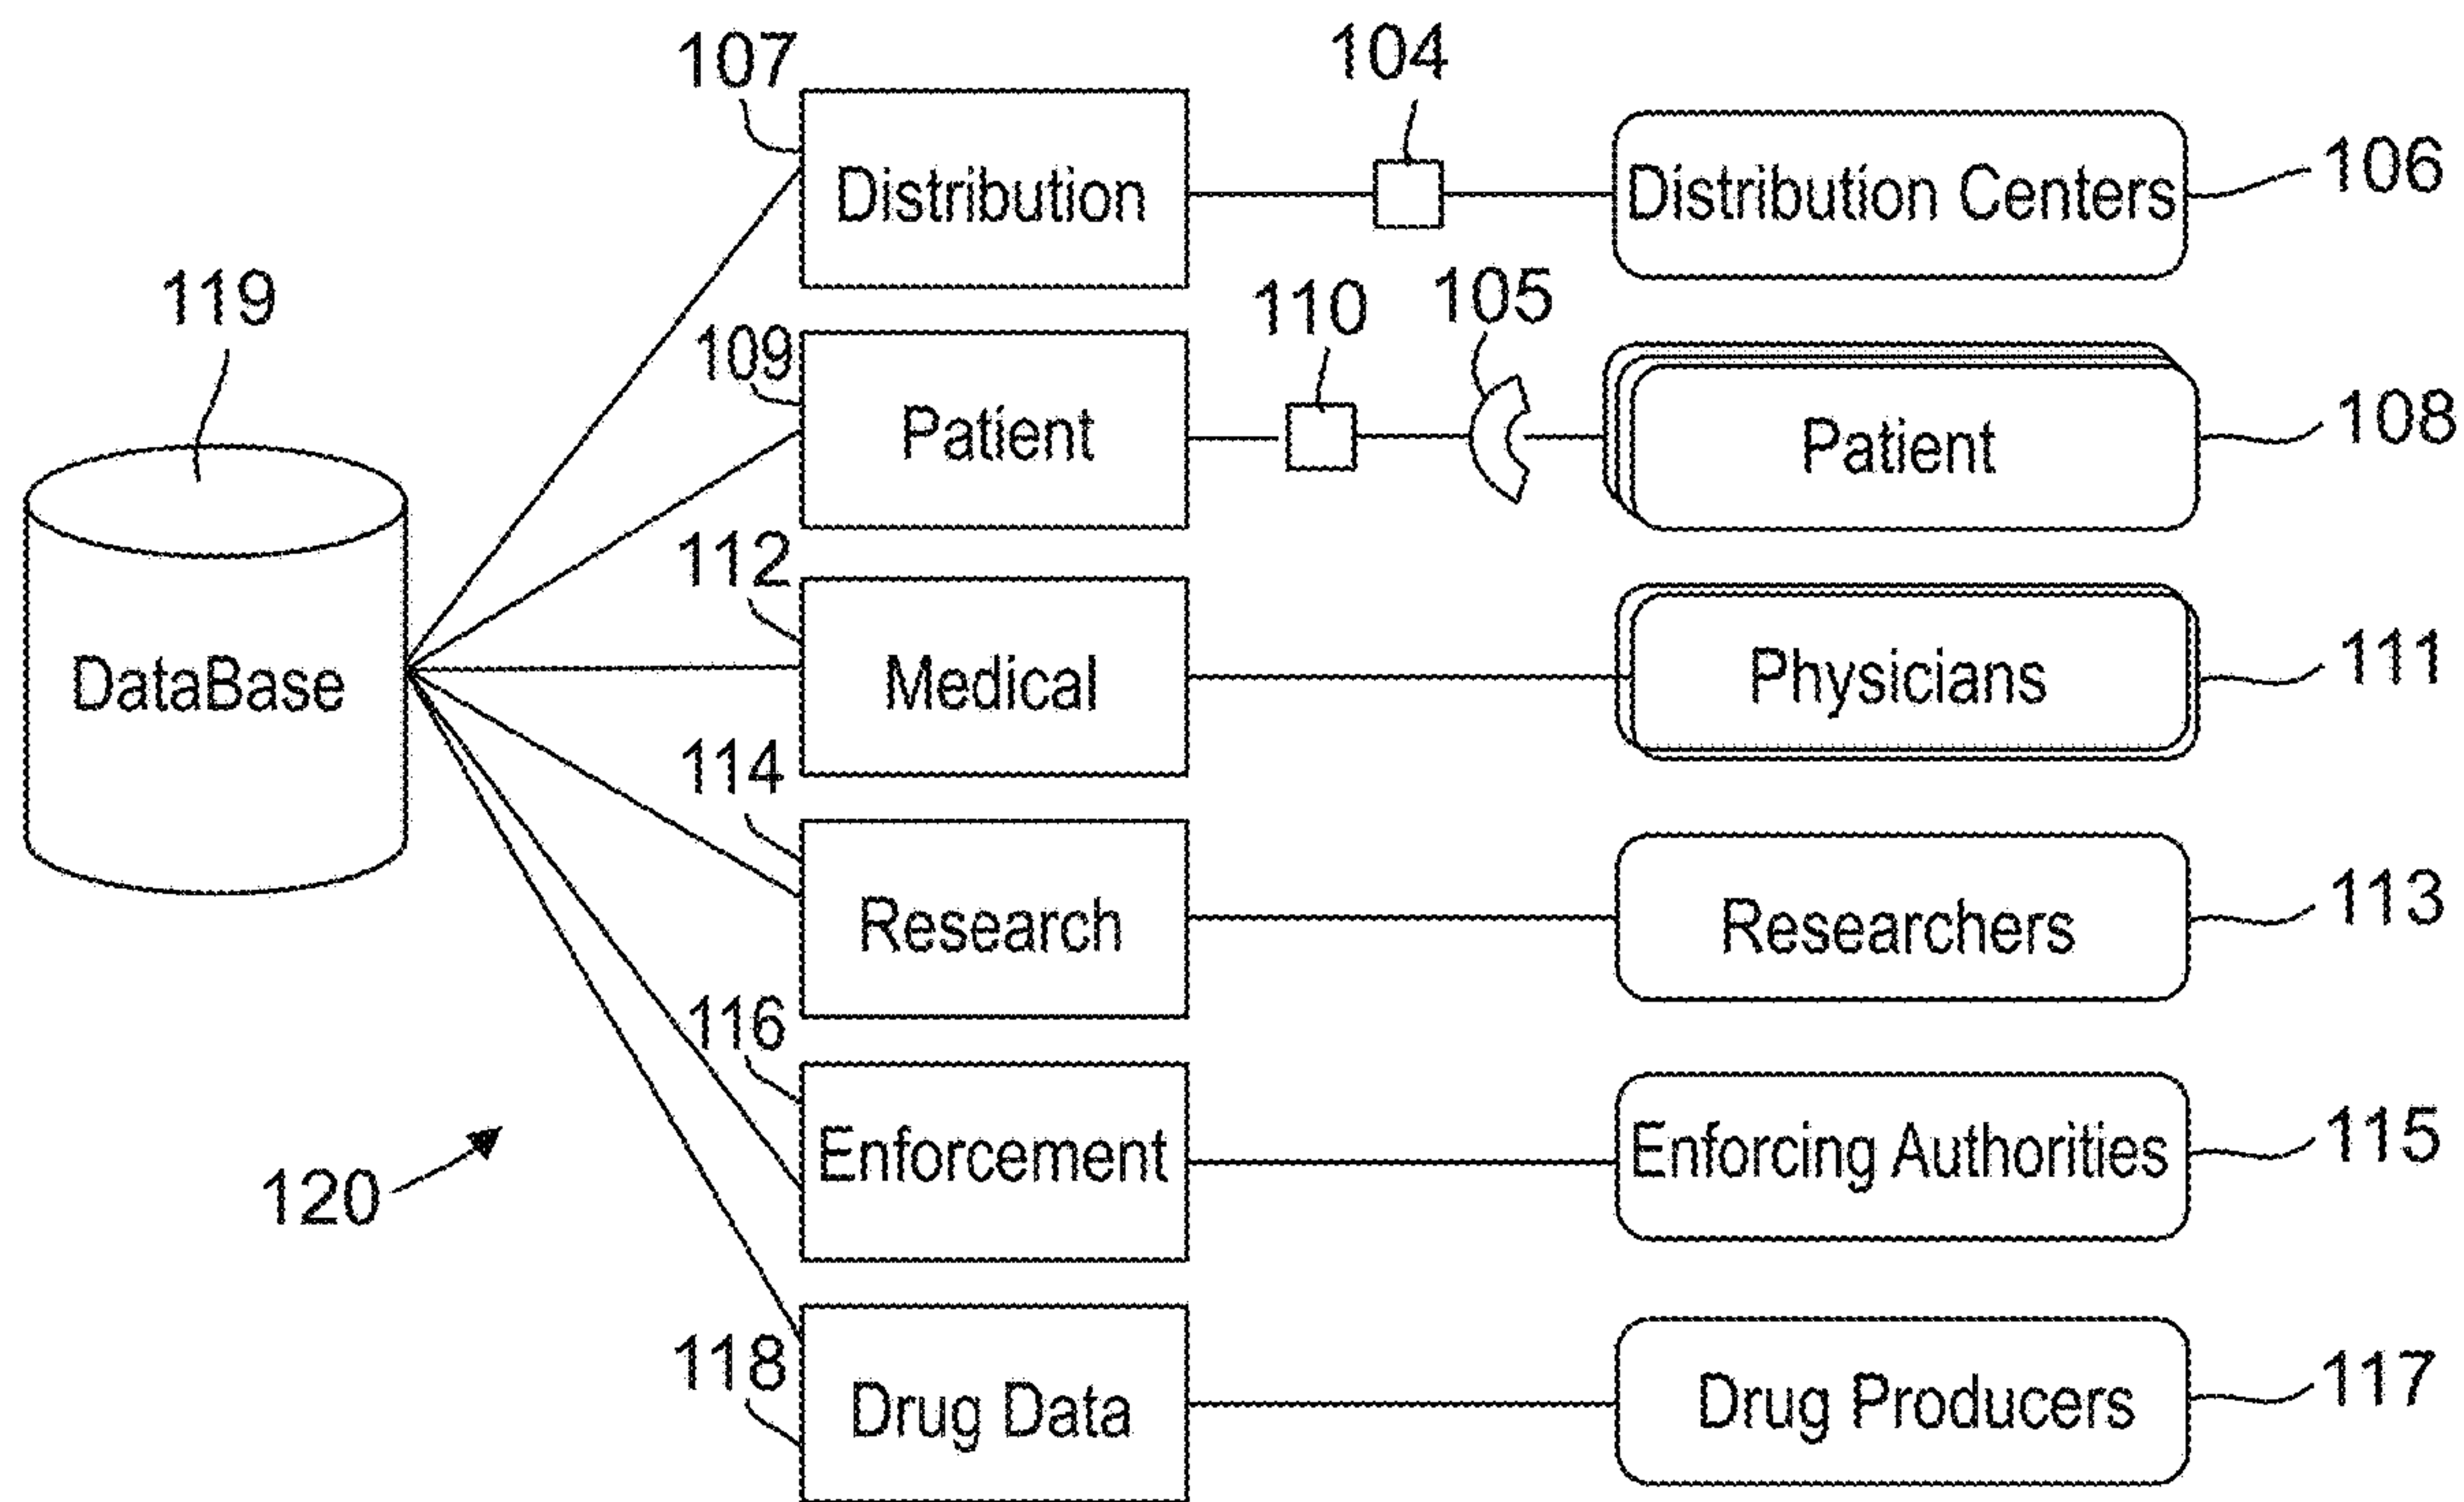 107
104
Distribution
Distribution Centers
106
119
109
110
105
Patient
Patient
108
112
DataBase
Medical
Physicians
111
114
Research
Researchers
113
116
Enforcement
Enforcing Authorities
115
120
118
Drug Data
Drug Producers
117